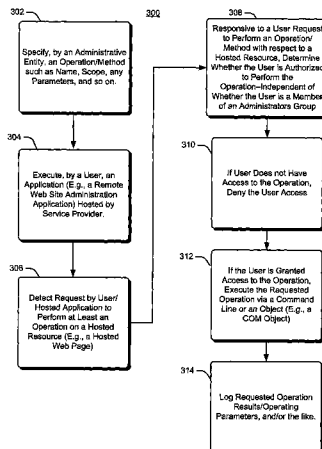 300
302
Specify, by an Administrative
Entity, an Operation/Method
such as Name, Scope, any
Parameters, and so on.
304
Execute, by a User, an
Application (E.g., a Remote
Web Site Administration
Application) Hosted by
Service Provider.
306
Detect Request by User/
Hosted Application to
Perform at Least an
Operation on a Hosted
Resource (E.g., a Hosted
Web Page)
308
Responsive to a User Request
to Perform an Operation/
Method with respect to a
Hosted Resource, Determine
Whether the User is Authorized
to Perform the
Operation–Independent of
Whether the User is a Member
of an Administrators Group
310
If User Does not Have
Access to the Operation,
Deny the User Access
312
If the User is Granted
Access to the Operation,
Execute the Requested
Operation via a Command
Line or an Object (E.g., a
COM Object)
314
Log Requested Operation
Results/Operating
Parameters, and/or the like.